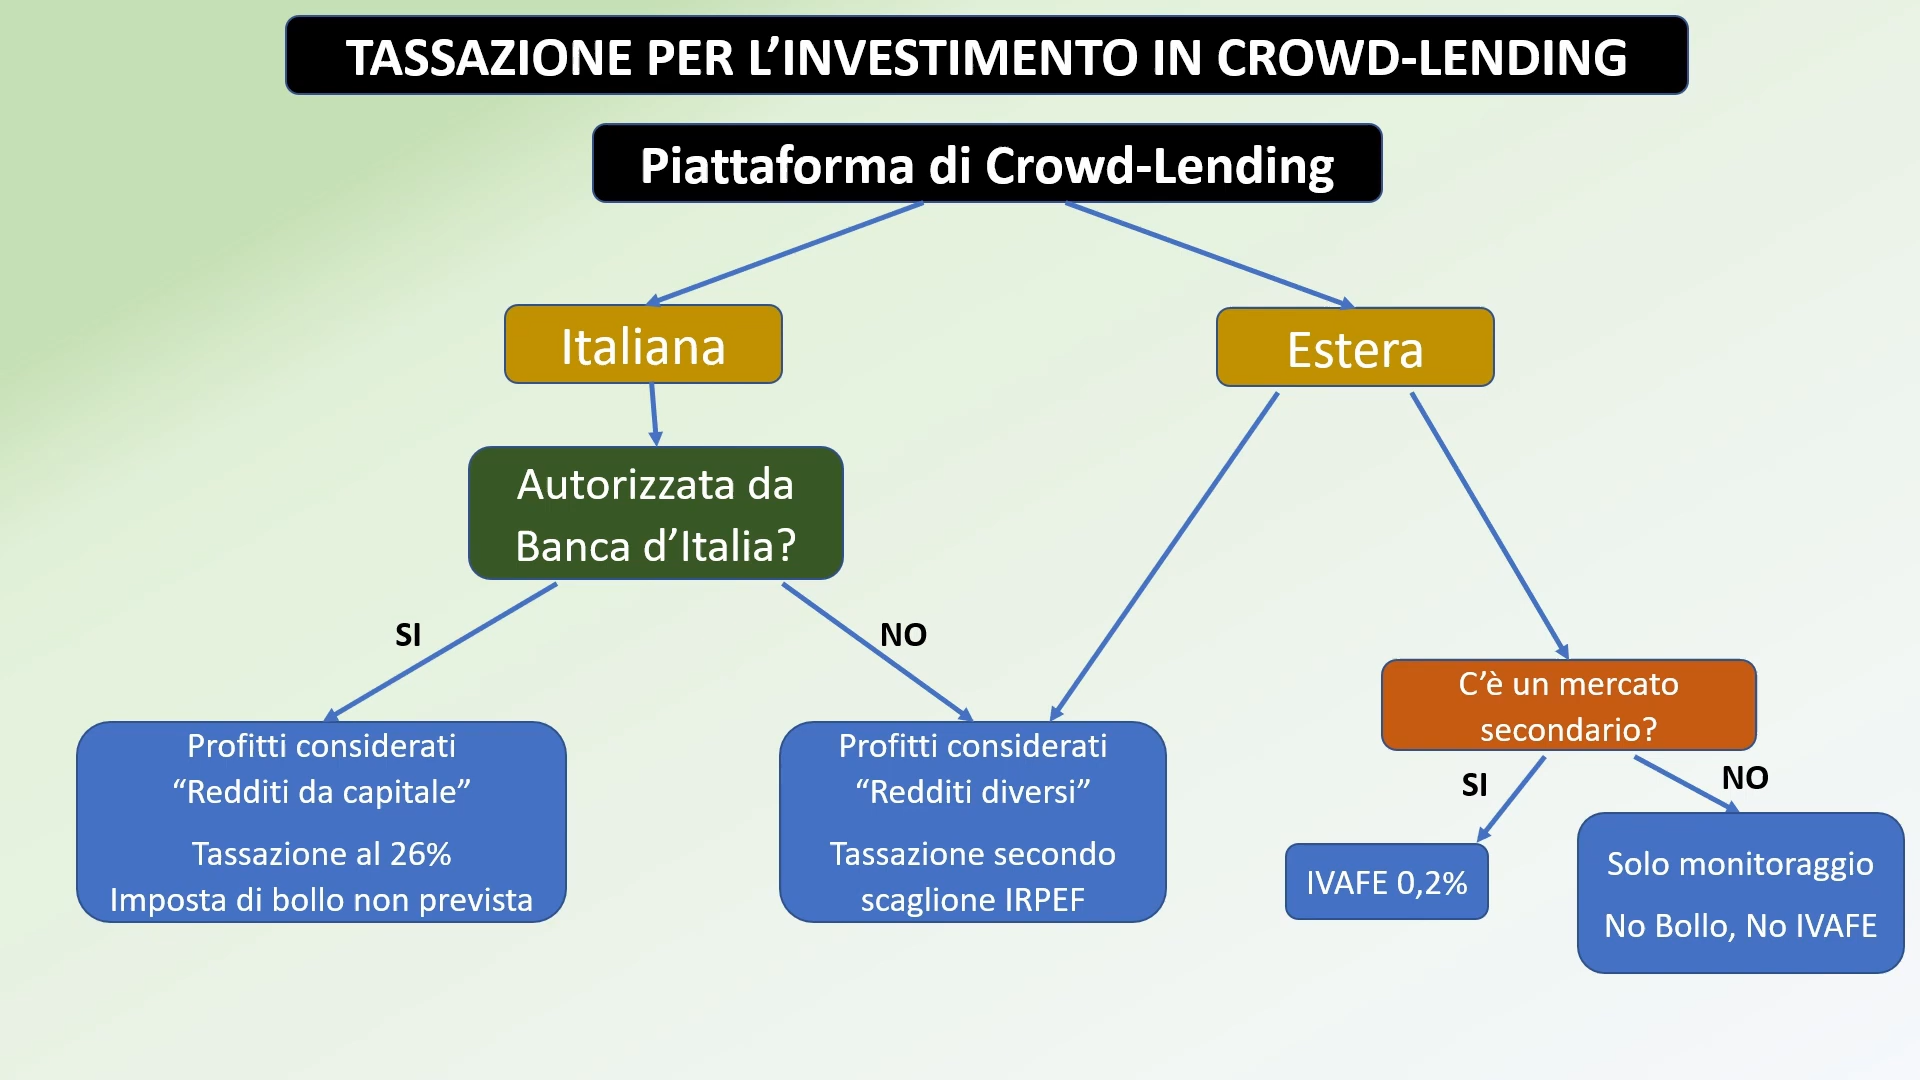 TASSAZIONE PER L’INVESTIMENTO IN CROWD-LENDING
Piattaforma di Crowd-Lending
Italiana
Estera
Autorizzata da
Banca d’Italia?
SI
NO
C’è un mercato
secondario?
Profitti considerati
“Redditi da capitale”
Tassazione al 26%
Imposta di bollo non prevista
Profitti considerati
“Redditi diversi”
Tassazione secondo
scaglione IRPEF
SI
NO
IVAFE 0,2%
Solo monitoraggio
No Bollo, No IVAFE